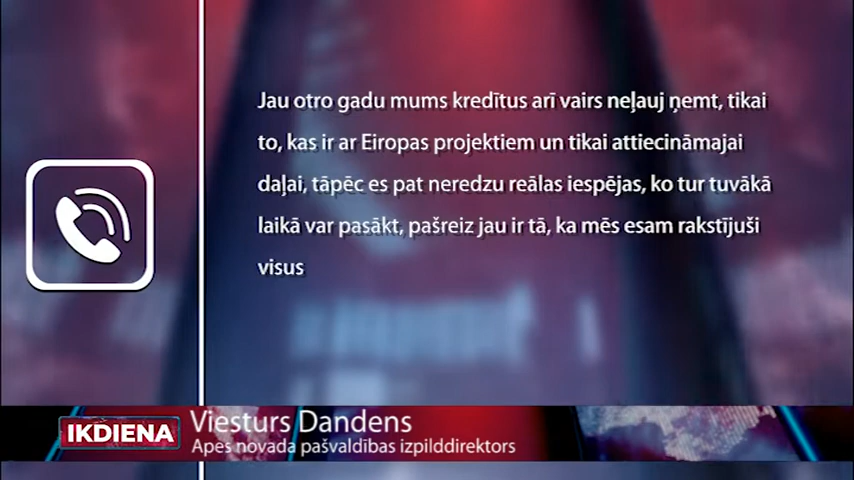 Jau otro gadu mums kredītus arī vairs neļauj ņemt, tikai
to, kas ir ar Eiropas projektiem un tikai attiecināmajai
daļai, tāpēc es pat neredzu reālas iespējas, ko tur tuvākā
laikā var pasākt, pašreiz jau ir tā, ka mēs esam rakstījuši
visus
IKDIENA
Viesturs Dandens
Apes novada pašvaldības izpilddirektors